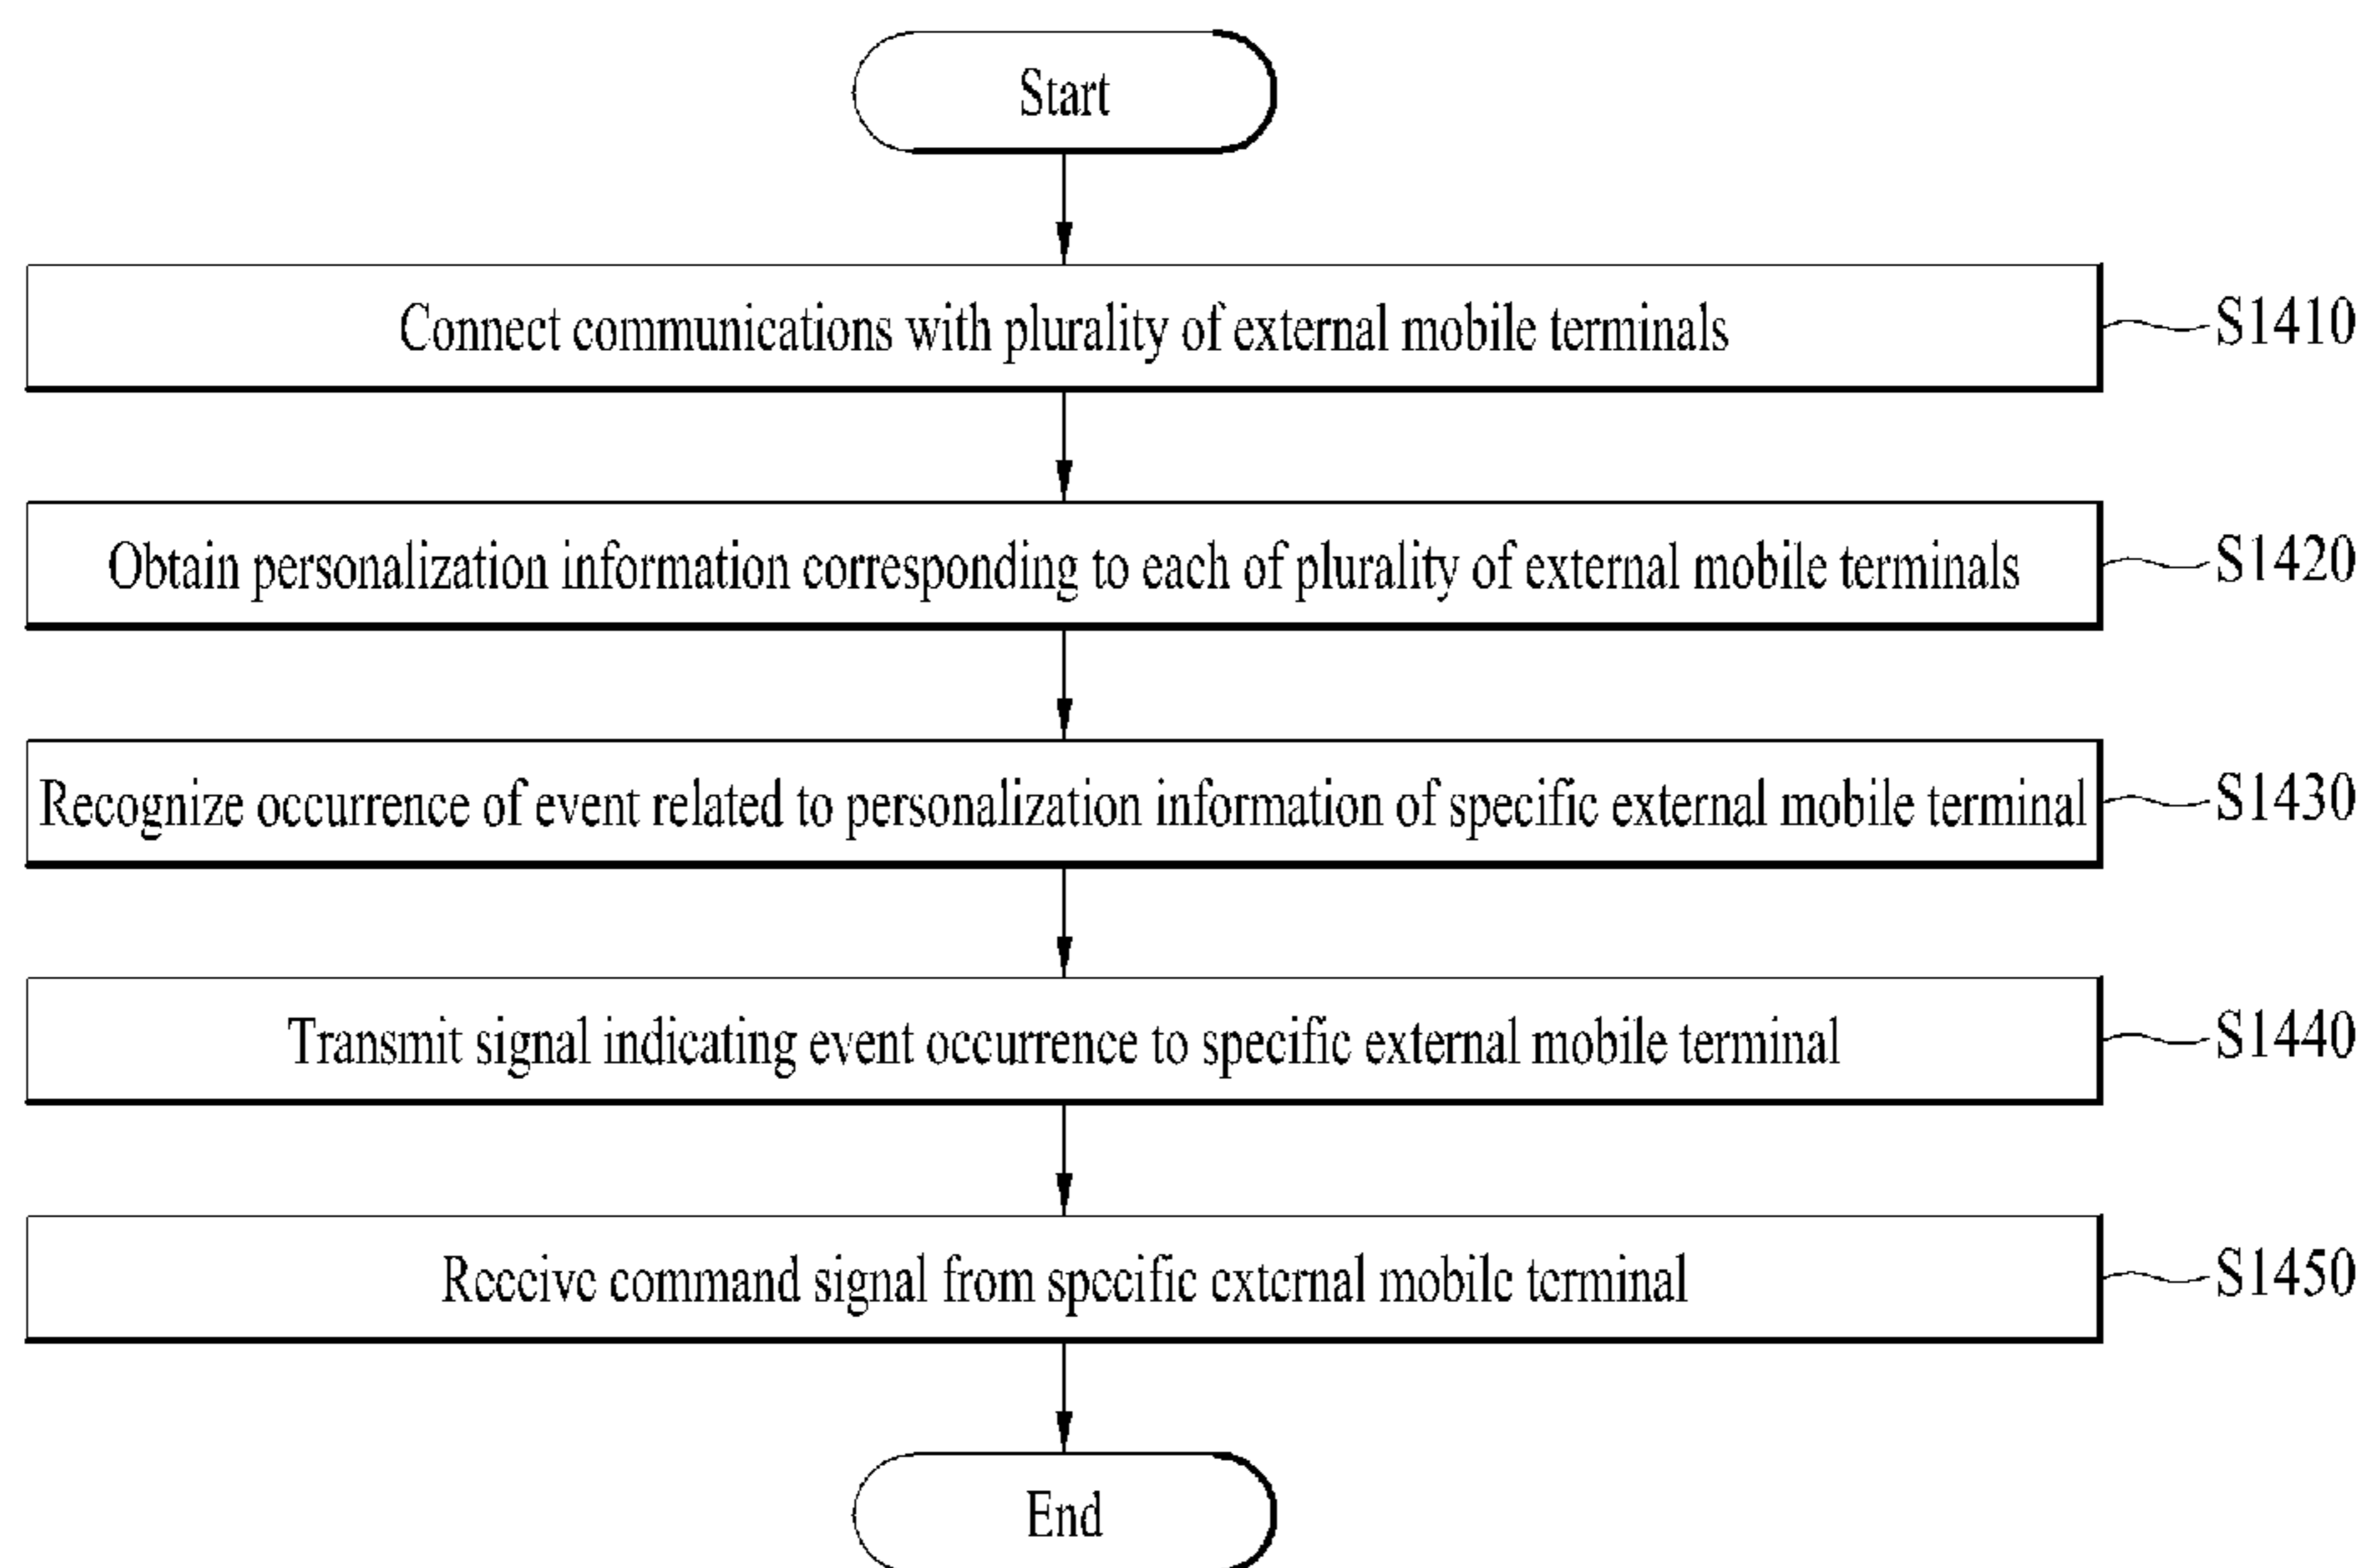 Start
Connect communications with plurality of external mobile terminals
S1410
Obtain personalization information corresponding to each of plurality of external mobile terminals
S1420
Recognize occurrence of event related to personalization information of specific external mobile terminal
S1430
Transmit signal indicating event occurrence to specific external mobile terminal
S1440
Receive command signal from specific external mobile terminal
S1450
End